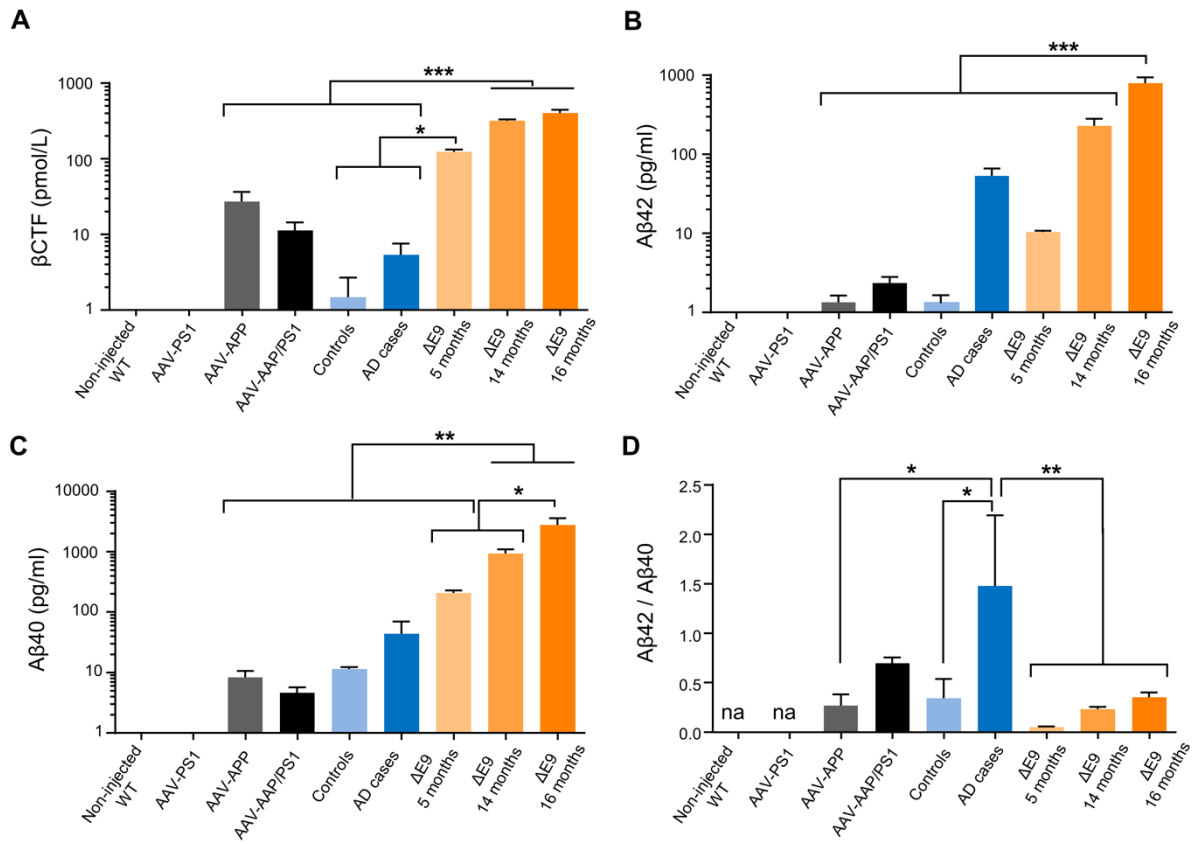 A
βCTF (pmol/L)
1000
100
10
1
***
*
Non-injected
WT
AAV-PS1
AAV-APP
AAV-AAP/PS1
Controls
AD cases
ΔE9
5 months
ΔE9
14 months
ΔE9
16 months
B
Aβ42 (pg/ml)
1000
100
10
1
***
Non-injected
WT
AAV-PS1
AAV-APP
AAV-AAP/PS1
Controls
AD cases
ΔE9
5 months
ΔE9
14 months
ΔE9
16 months
C
Aβ40 (pg/ml)
10000
1000
100
10
1
**
*
Non-injected
WT
AAV-PS1
AAV-APP
AAV-AAP/PS1
Controls
AD cases
ΔE9
5 months
ΔE9
14 months
ΔE9
16 months
D
Aβ42 / Aβ40
2.5
2.0
1.5
1.0
0.5
0.0
*
*
**
na
na
Non-injected
WT
AAV-PS1
AAV-APP
AAV-AAP/PS1
Controls
AD cases
ΔE9
5 months
ΔE9
14 months
ΔE9
16 months